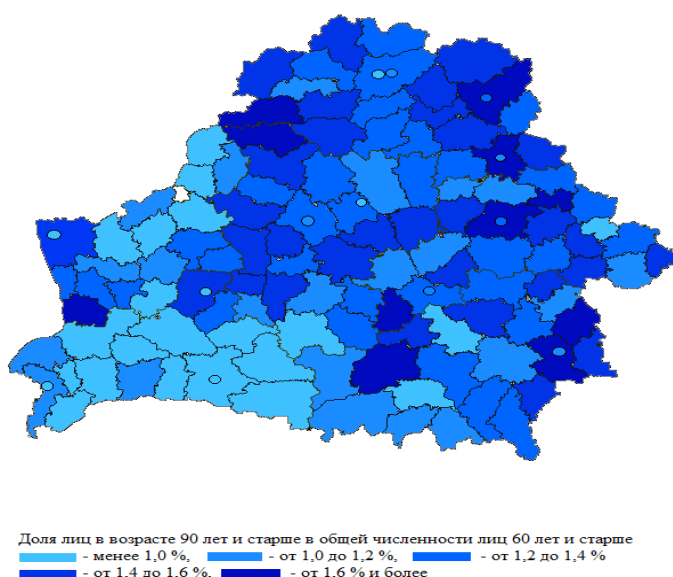 Доля лиц в возрасте 90 лет и старше в общей численности лиц 60 лет и старше
- менее 1,0 %, - от 1,0 до 1,2 % - от 1,2 до 1,4 %
- от 1,4 до 1,6 %, - от 1,6 % и более